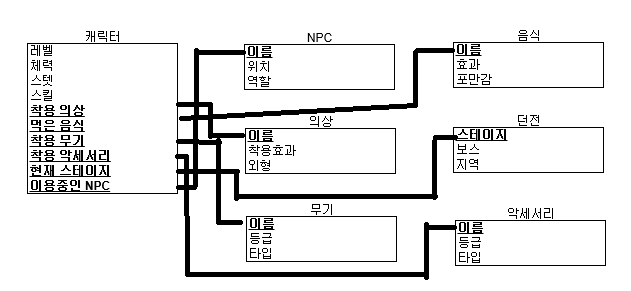 캐릭터
레벨
체력
스텟
스킬
착용 의상
먹은 음식
착용 무기
착용 악세서리
현재 스테이지
이용중인 NPC
NPC
이름
위치
역할
음식
이름
효과
포만감
의상
이름
착용효과
외형
던전
스테이지
보스
지역
무기
이름
등급
타입
악세서리
이름
등급
타입